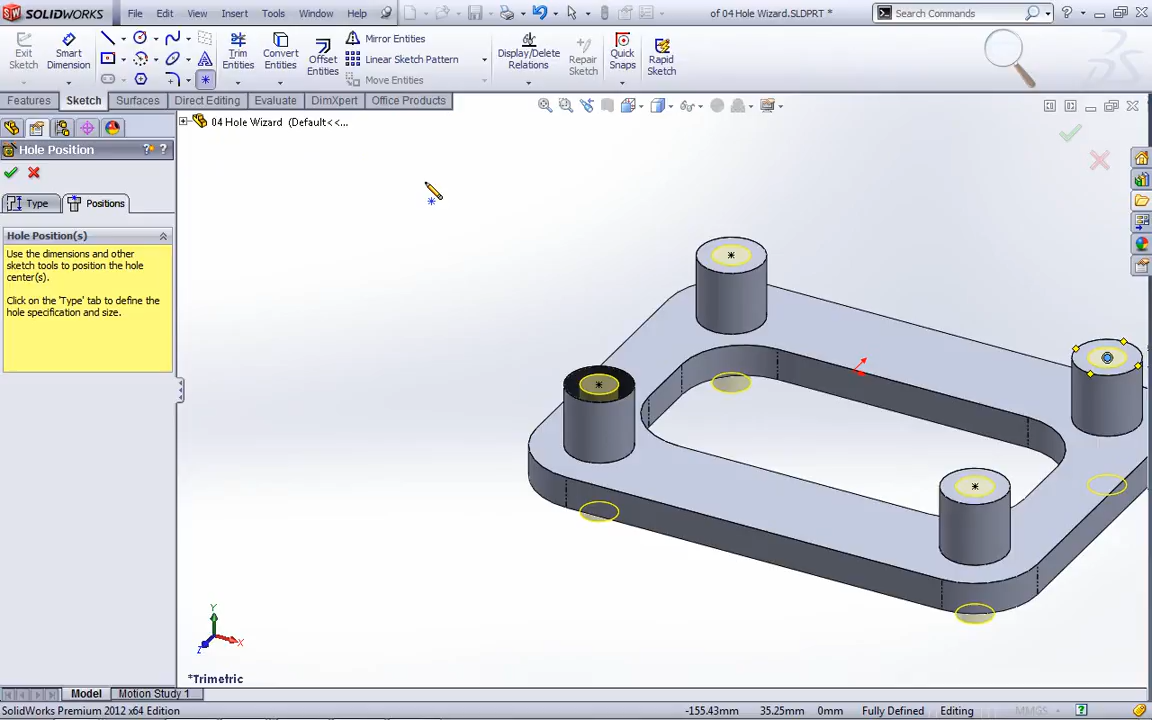 SOLIDWORKS File Edit View Insert Tools Window Help of 04 Hole Wizard.SLDPRT * Search Commands
Exit Sketch
Smart Dimension
Trim Entities
Convert Entities
Offset Entities
Mirror Entities
Linear Sketch Pattern
Move Entities
Display/Delete Relations
Repair Sketch
Quick Snaps
Rapid Sketch
Features Sketch Surfaces Direct Editing Evaluate DimXpert Office Products
04 Hole Wizard (Default<<...
Hole Position
Type Positions
Hole Position(s)
Use the dimensions and other
sketch tools to position the hole
center(s).
Click on the 'Type' tab to define the
hole specification and size.
Y
X
Z
*Trimetric
Model Motion Study 1
SolidWorks Premium 2012 x64 Edition -155.43mm 35.25mm 0mm Fully Defined Editing MMGS